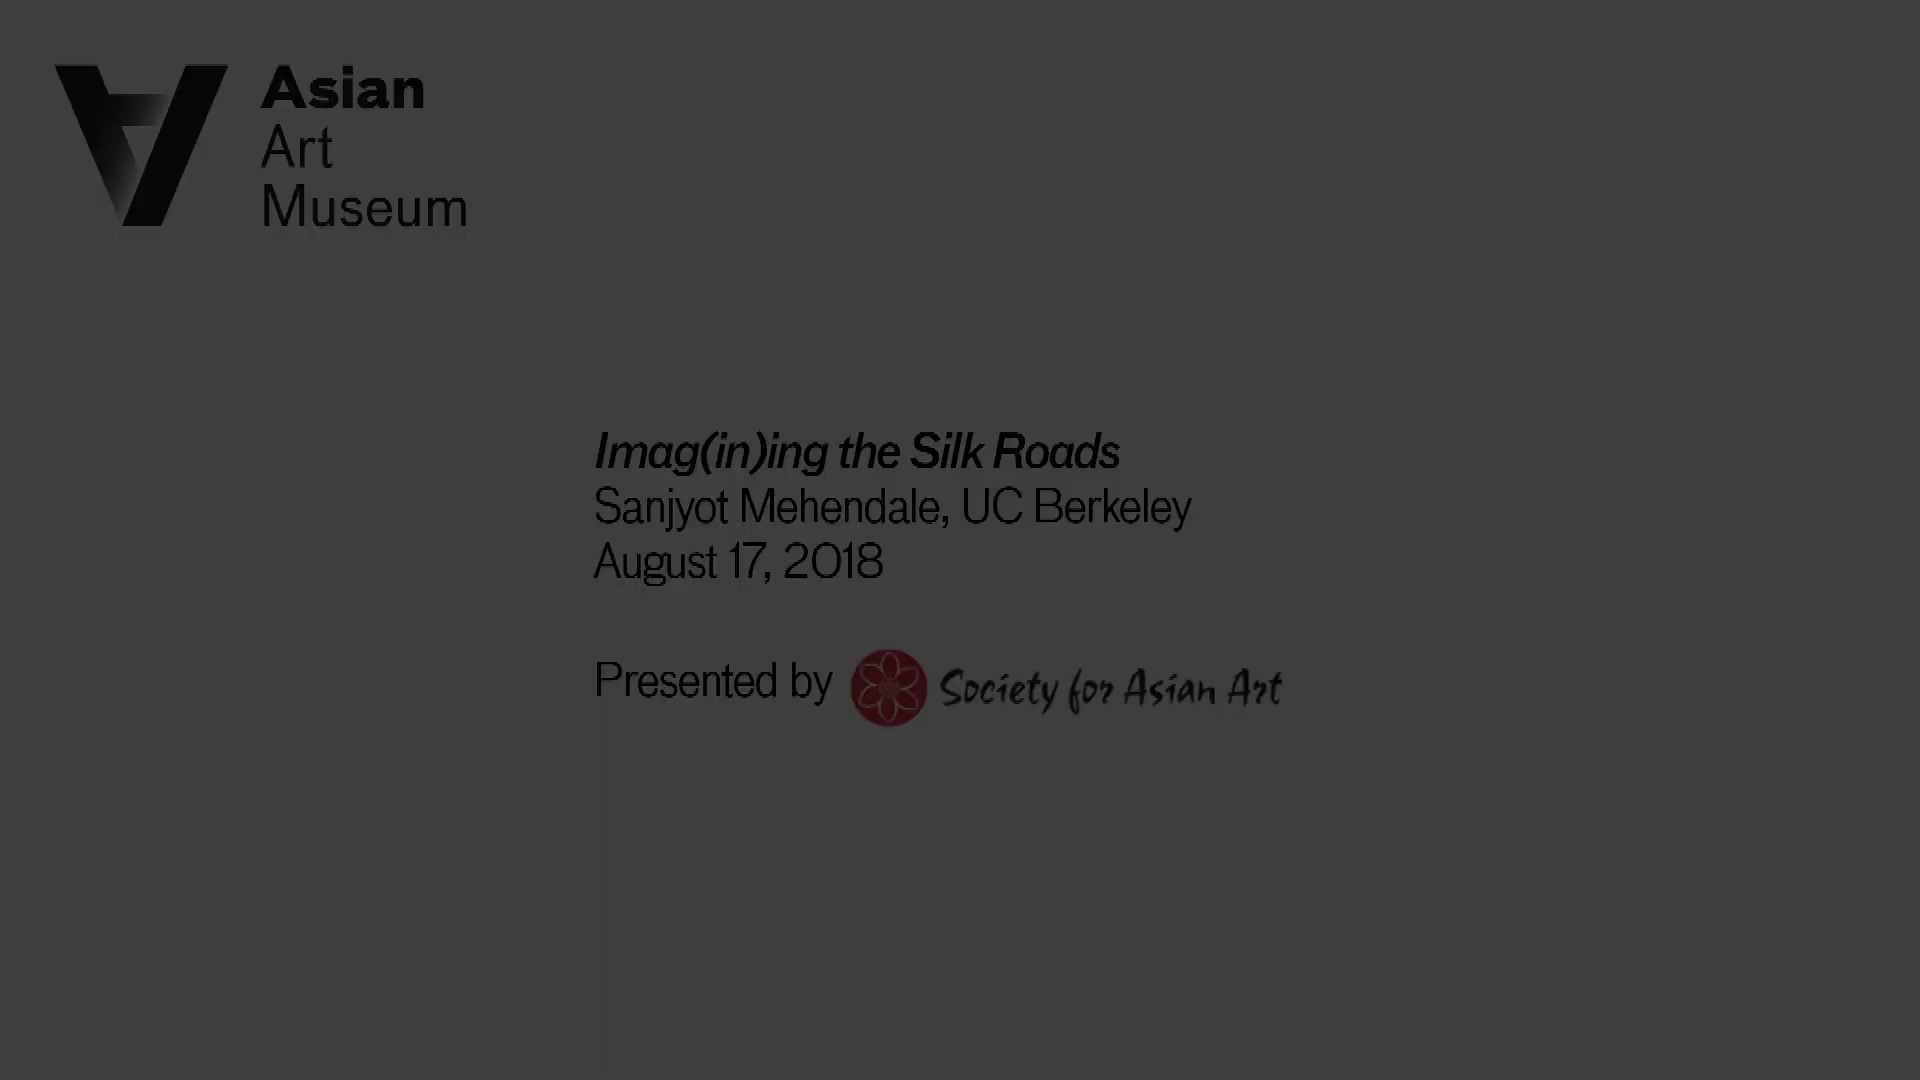 Asian
Art
Museum
Imag(in)ing the Silk Roads
Sanjyot Mehendale, UC Berkeley
August 17, 2018
Presented by Society for Asian Art